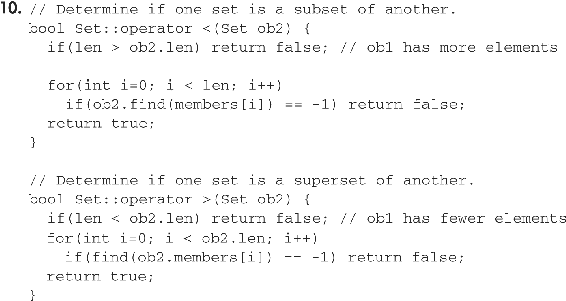 10. // Determine if one set is a subset of another.
bool Set::operator <(Set ob2) {
if(len > ob2.len) return false; // ob1 has more elements
for(int i=0; i < len; i++)
if(ob2.find(members[i]) == -1) return false;
return true;
}
// Determine if one set is a superset of another.
bool Set::operator >(Set ob2) {
if(len < ob2.len) return false; // ob1 has fewer elements
for(int i=0; i < ob2.len; i++)
if(find(ob2.members[i]) == -1) return false;
return true;
}